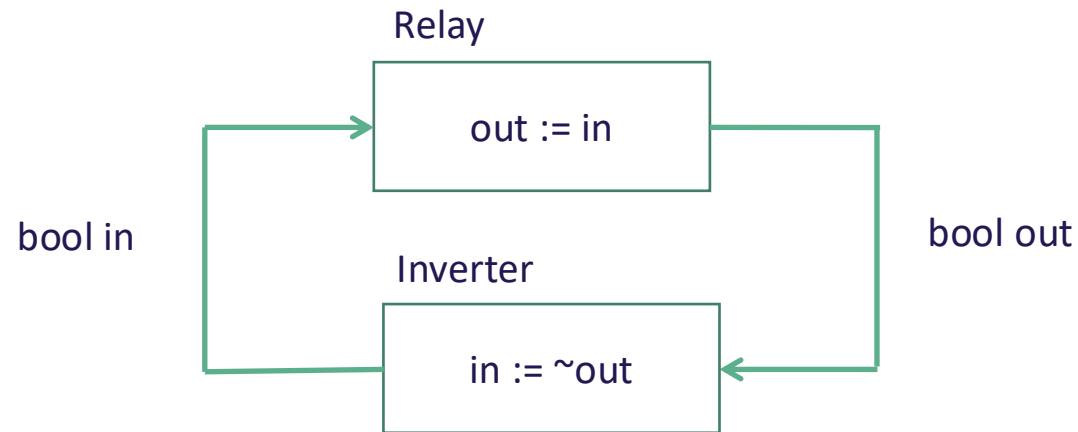 Relay
out := in
bool in
bool out
Inverter
in := ~out